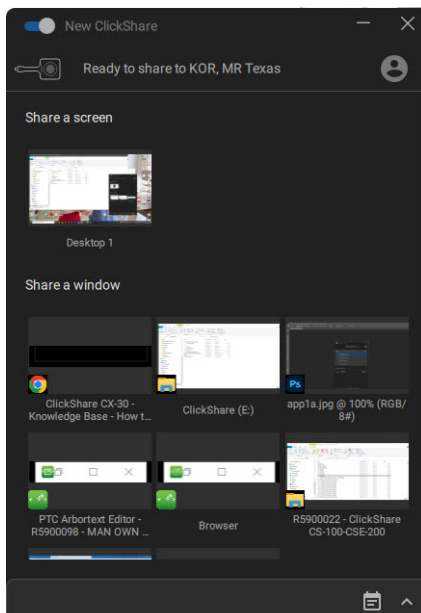 New ClickShare
Ready to share to KOR, MR Texas
Share a screen
Desktop 1
Share a window
ClickShare CX-30 -
Knowledge Base - How t...
ClickShare (E:)
Ps
app1a.jpg @ 100% (RGB/
8#)
PTC Arbortext Editor -
R5900098 - MAN OWN ...
Browser
R5900022 - ClickShare
CS-100-CSE-200